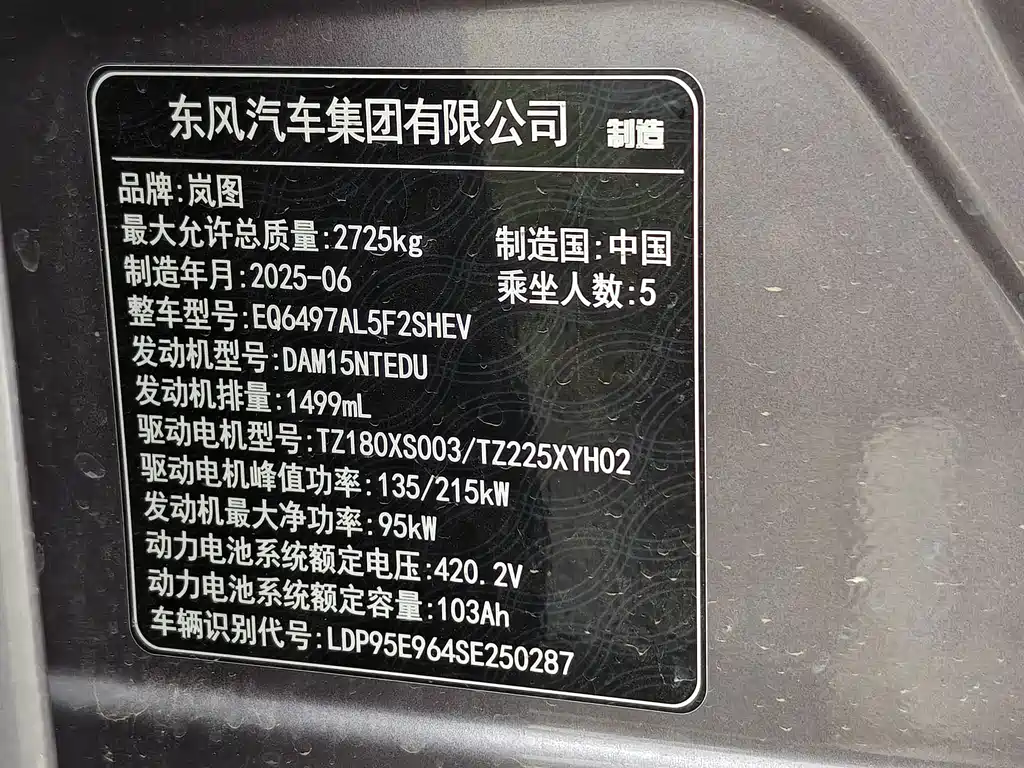 东风汽车集团有限公司 制造
品牌:岚图
最大允许总质量:2725kg 制造国:中国
制造年月:2025-06 乘坐人数:5
整车型号:EQ6497AL5F2SHEV
发动机型号:DAM15NTEDU
发动机排量:1499mL
驱动电机型号:TZ180XS003/TZ225XYH02
驱动电机峰值功率:135/215kW
发动机最大净功率:95kW
动力电池系统额定电压:420.2V
动力电池系统额定容量:103Ah
车辆识别代号:LDP95E964SE250287